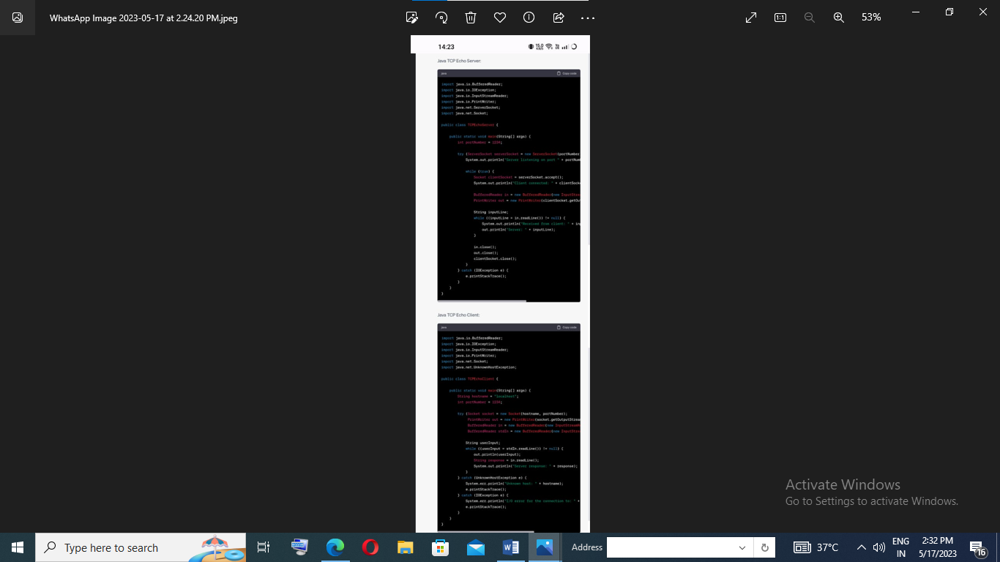 WhatsApp Image 2023-05-17 at 2.24.20 PM.jpeg
1:1
53%
14:23
15.0
KB/S
Java TCP Echo Server:
java
Copy code
import java.io.BufferedReader;
import java.io.IOException;
import java.io.InputStreamReader;
import java.io.PrintWriter;
import java.net.ServerSocket;
import java.net.Socket;
public class TCPEchoServer {
public static void main(String[] args) {
int portNumber = 1234;
try (ServerSocket serverSocket = new ServerSocket(portNumber
System.out.println("Server listening on port " + portNum
while (true) {
Socket clientSocket = serverSocket.accept();
System.out.println("Client connected: " + clientSock
BufferedReader in = new BufferedReader(new InputStrea
PrintWriter out = new PrintWriter(clientSocket.getOu
String inputLine;
while ((inputLine = in.readLine()) != null) {
System.out.println("Received from client: " + inp
out.println("Server: " + inputLine);
}
in.close();
out.close();
clientSocket.close();
}
} catch (IOException e) {
e.printStackTrace();
}
}
}
Java TCP Echo Client:
java
Copy code
import java.io.BufferedReader;
import java.io.IOException;
import java.io.InputStreamReader;
import java.io.PrintWriter;
import java.net.Socket;
import java.net.UnknownHostException;
public class TCPEchoClient {
public static void main(String[] args) {
String hostname = "localhost";
int portNumber = 1234;
try (Socket socket = new Socket(hostname, portNumber);
PrintWriter out = new PrintWriter(socket.getOutputStrea
BufferedReader in = new BufferedReader(new InputStreamR
BufferedReader stdIn = new BufferedReader(new InputStre
String userInput;
while ((userInput = stdIn.readLine()) != null) {
out.println(userInput);
String response = in.readLine();
System.out.println("Server response: " + response);
}
} catch (UnknownHostException e) {
System.err.println("Unknown host: " + hostname);
e.printStackTrace();
} catch (IOException e) {
System.err.println("I/O error for the connection to: " +
e.printStackTrace();
}
}
}
Activate Windows
Go to Settings to activate Windows.
Type here to search
Address
37°C
ENG
IN
2:32 PM
5/17/2023
16